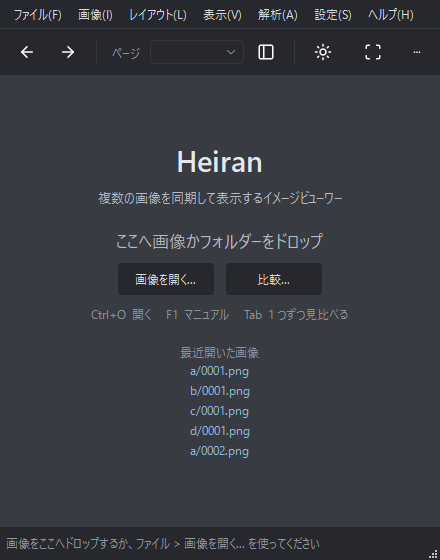 ファイル(F) 画像(I) レイアウト(L) 表示(V) 解析(A) 設定(S) ヘルプ(H)
ページ
Heiran
複数の画像を同期して表示するイメージビューワー
ここへ画像かフォルダーをドロップ
画像を開く... 比較...
Ctrl+O 開く F1 マニュアル Tab 1つずつ見比べる
最近開いた画像
a/0001.png
b/0001.png
c/0001.png
d/0001.png
a/0002.png
画像をここへドロップするか、ファイル > 画像を開く... を使ってください